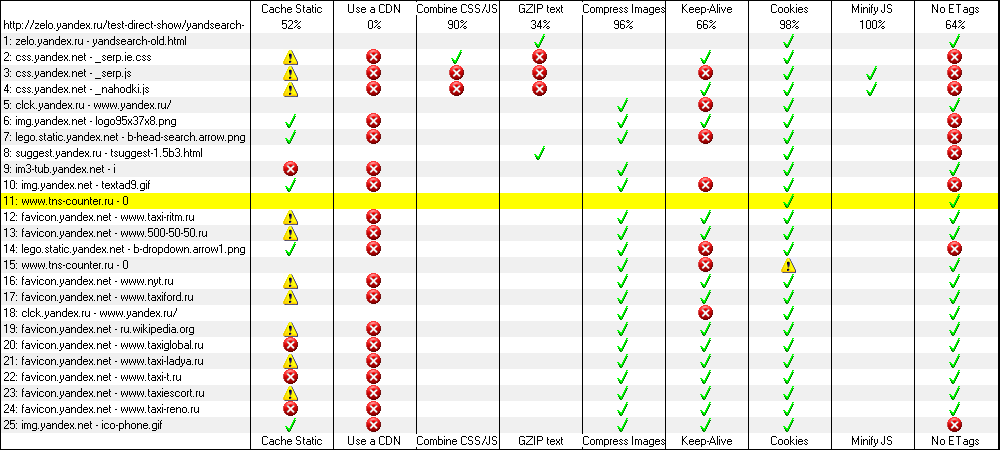 Cache Static Use a CDN Combine CSS/JS GZIP text Compress Images Keep-Alive Cookies Minify JS No ETags
http://zelo.yandex.ru/test-direct-show/yandsearch- 52% 0% 90% 34% 96% 66% 98% 100% 64%
1: zelo.yandex.ru - yandsearch-old.html
2: css.yandex.net - _serp.ie.css
3: css.yandex.net - _serp.js
4: css.yandex.net - _nahodki.js
5: clck.yandex.ru - www.yandex.ru/
6: img.yandex.net - logo95x37x8.png
7: lego.static.yandex.net - b-head-search.arrow.png
8: suggest.yandex.ru - tsuggest-1.5b3.html
9: im3-tub.yandex.net - i
10: img.yandex.net - textad9.gif
11: www.tns-counter.ru - 0
12: favicon.yandex.net - www.taxi-ritm.ru
13: favicon.yandex.net - www.500-50-50.ru
14: lego.static.yandex.net - b-dropdown.arrow1.png
15: www.tns-counter.ru - 0
16: favicon.yandex.net - www.nyt.ru
17: favicon.yandex.net - www.taxiford.ru
18: clck.yandex.ru - www.yandex.ru/
19: favicon.yandex.net - ru.wikipedia.org
20: favicon.yandex.net - www.taxiglobal.ru
21: favicon.yandex.net - www.taxi-ladya.ru
22: favicon.yandex.net - www.taxi-t.ru
23: favicon.yandex.net - www.taxiescort.ru
24: favicon.yandex.net - www.taxi-reno.ru
25: img.yandex.net - ico-phone.gif
Cache Static Use a CDN Combine CSS/JS GZIP text Compress Images Keep-Alive Cookies Minify JS No ETags